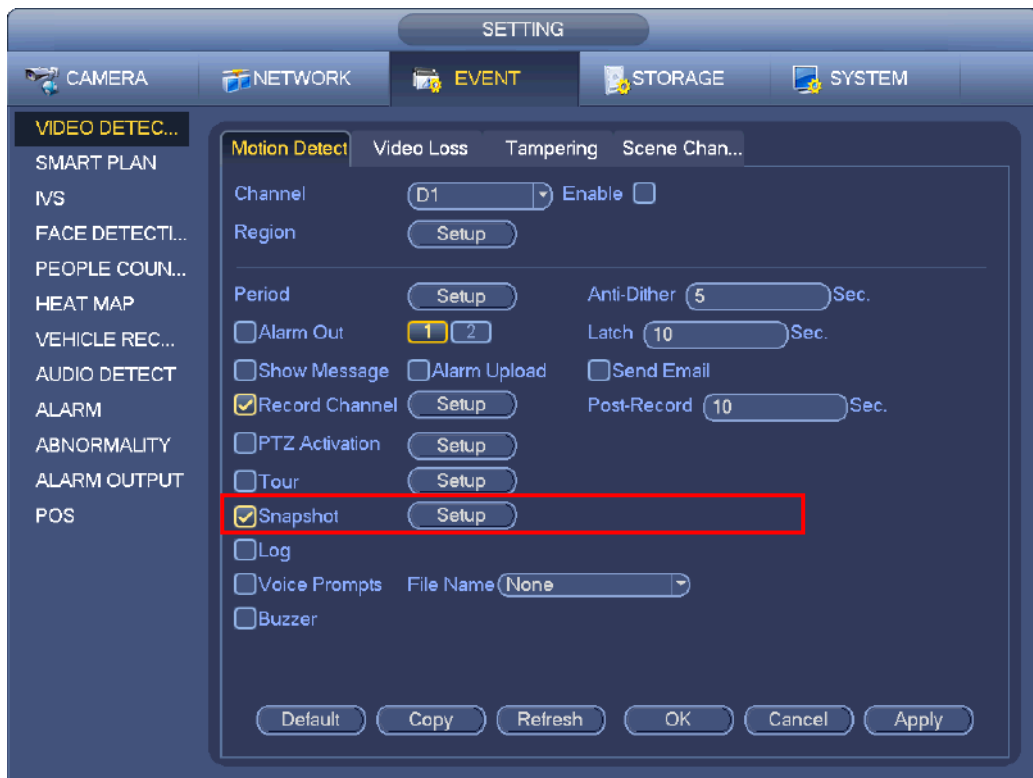 SETTING
CAMERA NETWORK EVENT STORAGE SYSTEM
VIDEO DETEC...
SMART PLAN
IVS
FACE DETECTI...
PEOPLE COUN...
HEAT MAP
VEHICLE REC...
AUDIO DETECT
ALARM
ABNORMALITY
ALARM OUTPUT
POS
Motion Detect Video Loss Tampering Scene Chan...
Channel D1 Enable
Region Setup
Period Setup Anti-Dither 5 Sec.
Alarm Out 1 2 Latch 10 Sec.
Show Message Alarm Upload Send Email
Record Channel Setup Post-Record 10 Sec.
PTZ Activation Setup
Tour Setup
Snapshot Setup
Log
Voice Prompts File Name None
Buzzer
Default Copy Refresh OK Cancel Apply